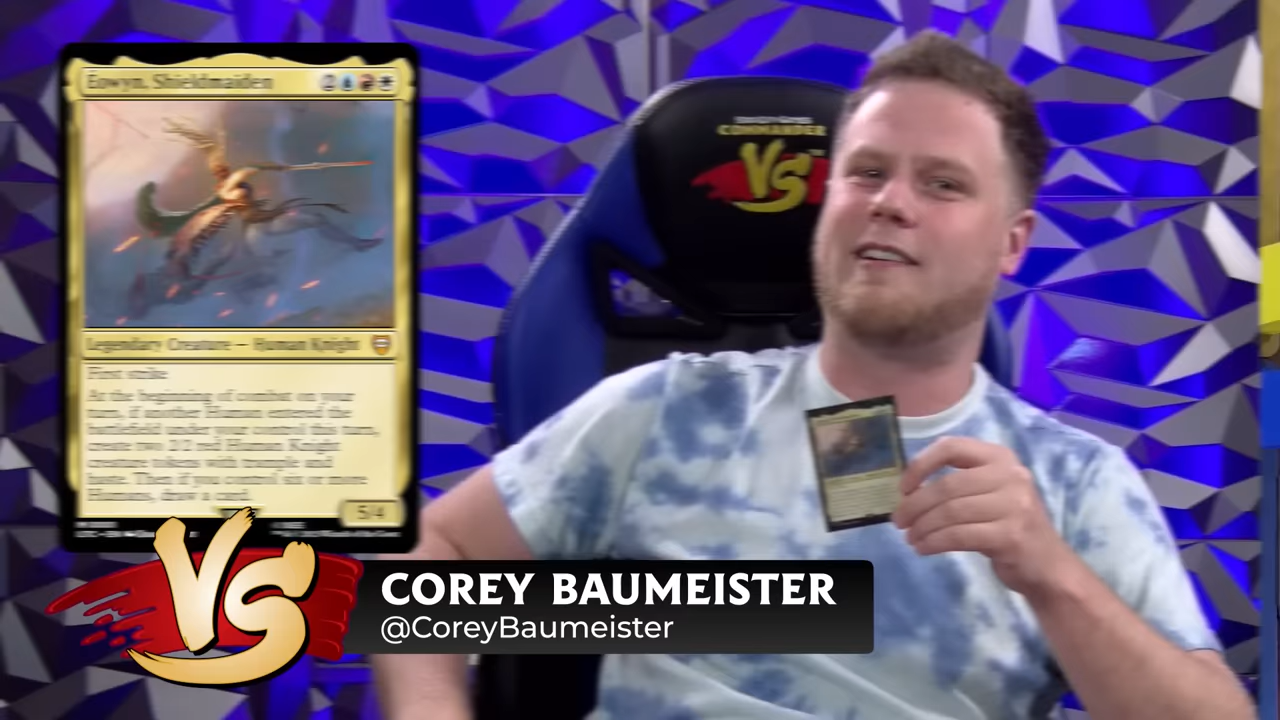 Eowyn, Shieldmaiden
Legendary Creature — Human Knight
First strike
At the beginning of combat on your
turn, if another Human entered the
battlefield under your control this turn,
create two 2/2 red Human Knight
creature tokens with trample and
haste. Then if you control six or more
Humans, draw a card.
5/4
COMMANDER
VS
VS
COREY BAUMEISTER
@CoreyBaumeister